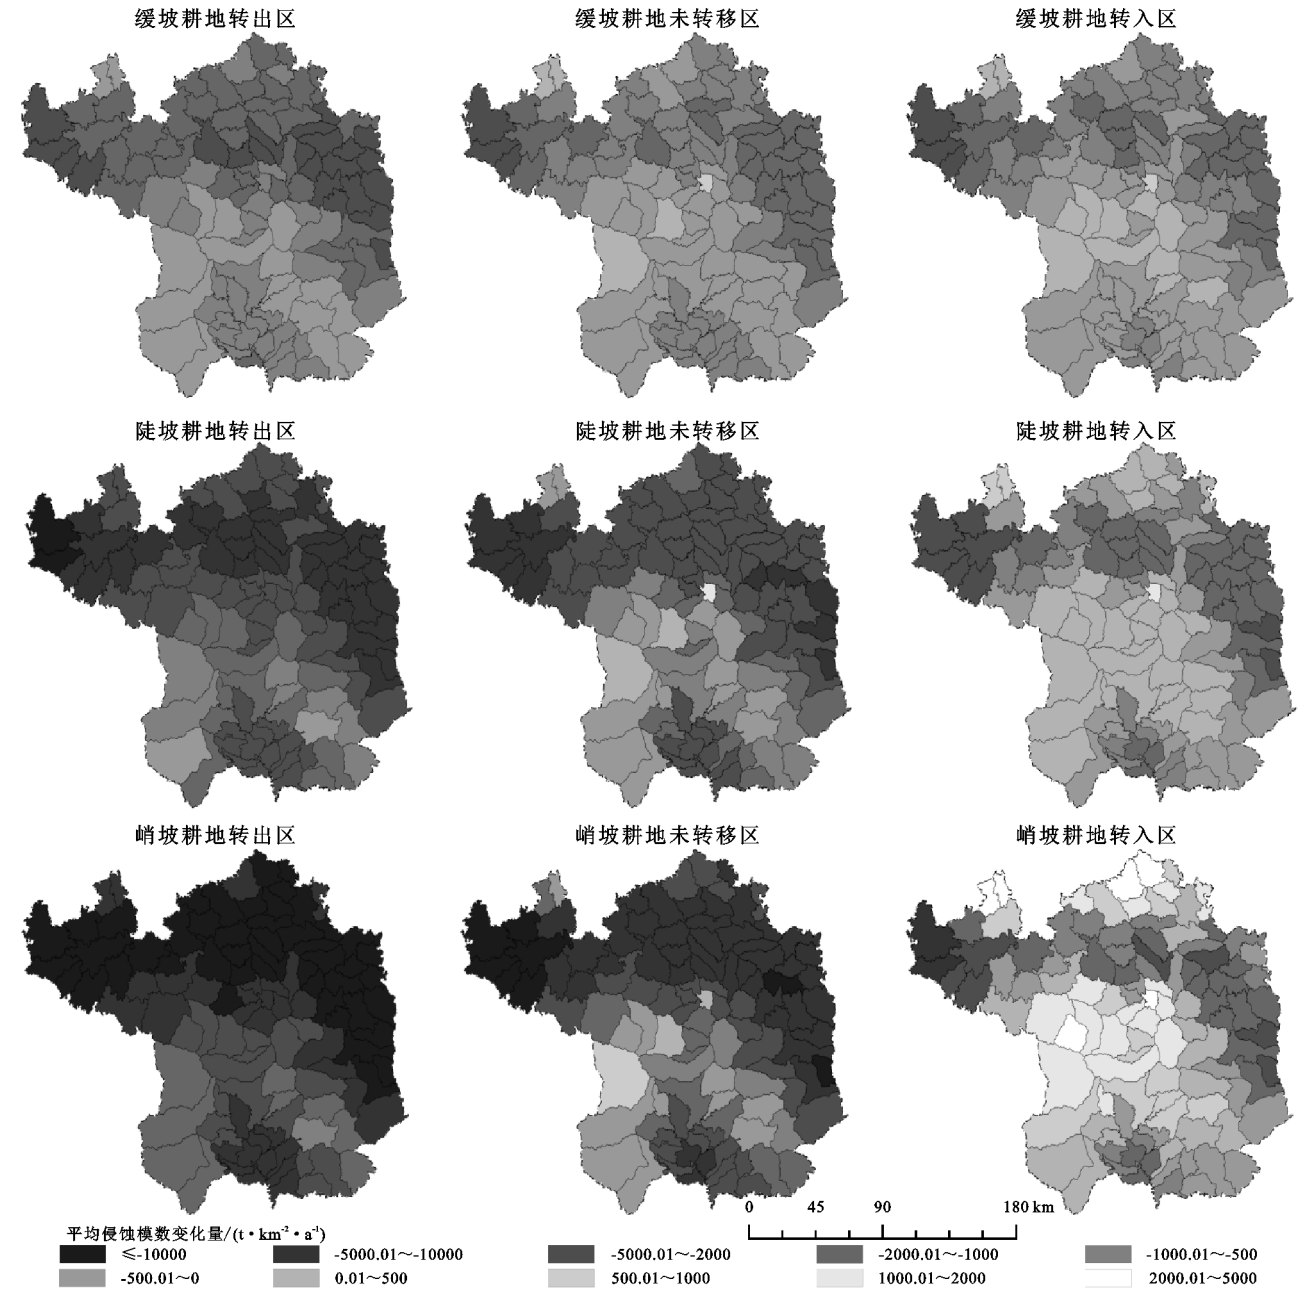 缓坡耕地转出区 缓坡耕地未转移区 缓坡耕地转入区
陡坡耕地转出区 陡坡耕地未转移区 陡坡耕地转入区
峭坡耕地转出区 峭坡耕地未转移区 峭坡耕地转入区
0 45 90 180 km
平均侵蚀模数变化量/(t·km⁻²·a⁻¹)
≤-10000 -5000.01～-10000 -5000.01～-2000 -2000.01～-1000 -1000.01～-500
-500.01～0 0.01～500 500.01～1000 1000.01～2000 2000.01～5000